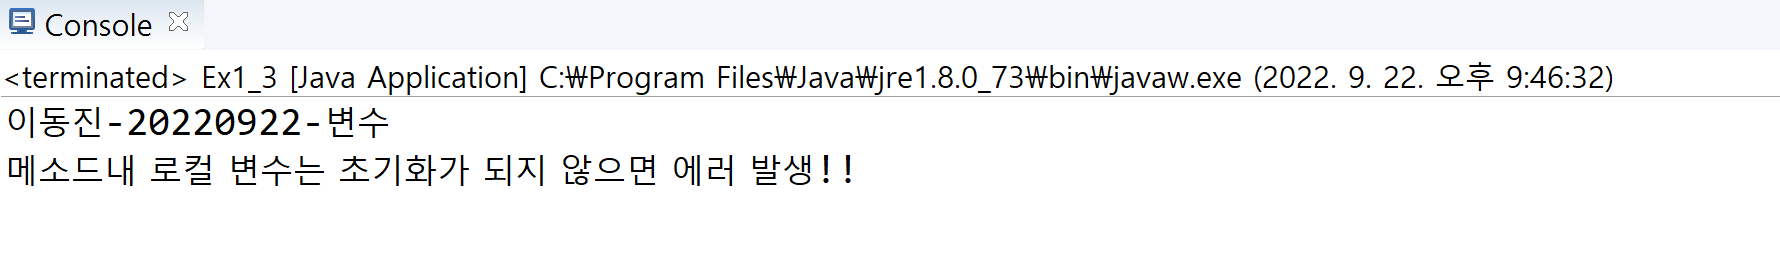 Console
<terminated> Ex1_3 [Java Application] C:₩Program Files₩Java₩jre1.8.0_73₩bin₩javaw.exe (2022. 9. 22. 오후 9:46:32)
이동진-20220922-변수
메소드내 로컬 변수는 초기화가 되지 않으면 에러 발생!!